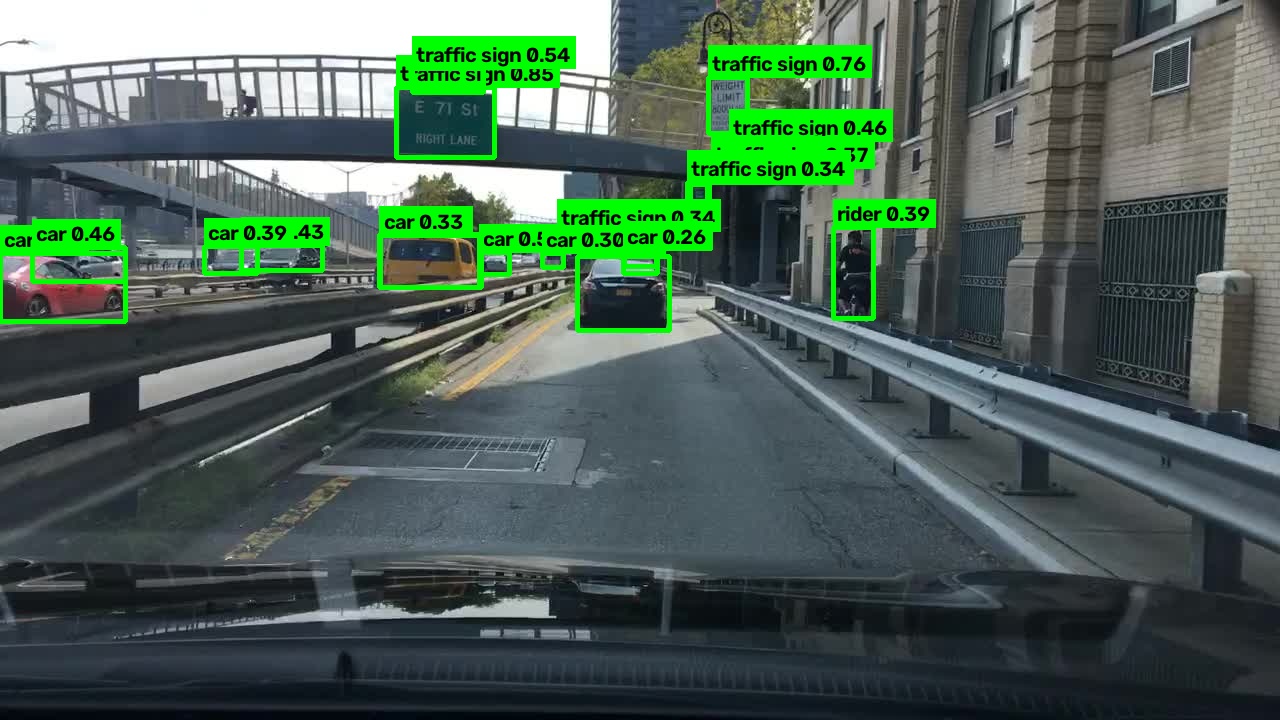 traffic sign 0.54
traffic sign 0.85
E 71 St
RIGHT LANE
traffic sign 0.76
WEIGHT
LIMIT
traffic sign 0.46
traffic sign 0.34
rider 0.39
car 0.46
car 0.39 .43
car 0.33
traffic sign 0.34
car 0.30
car 0.26